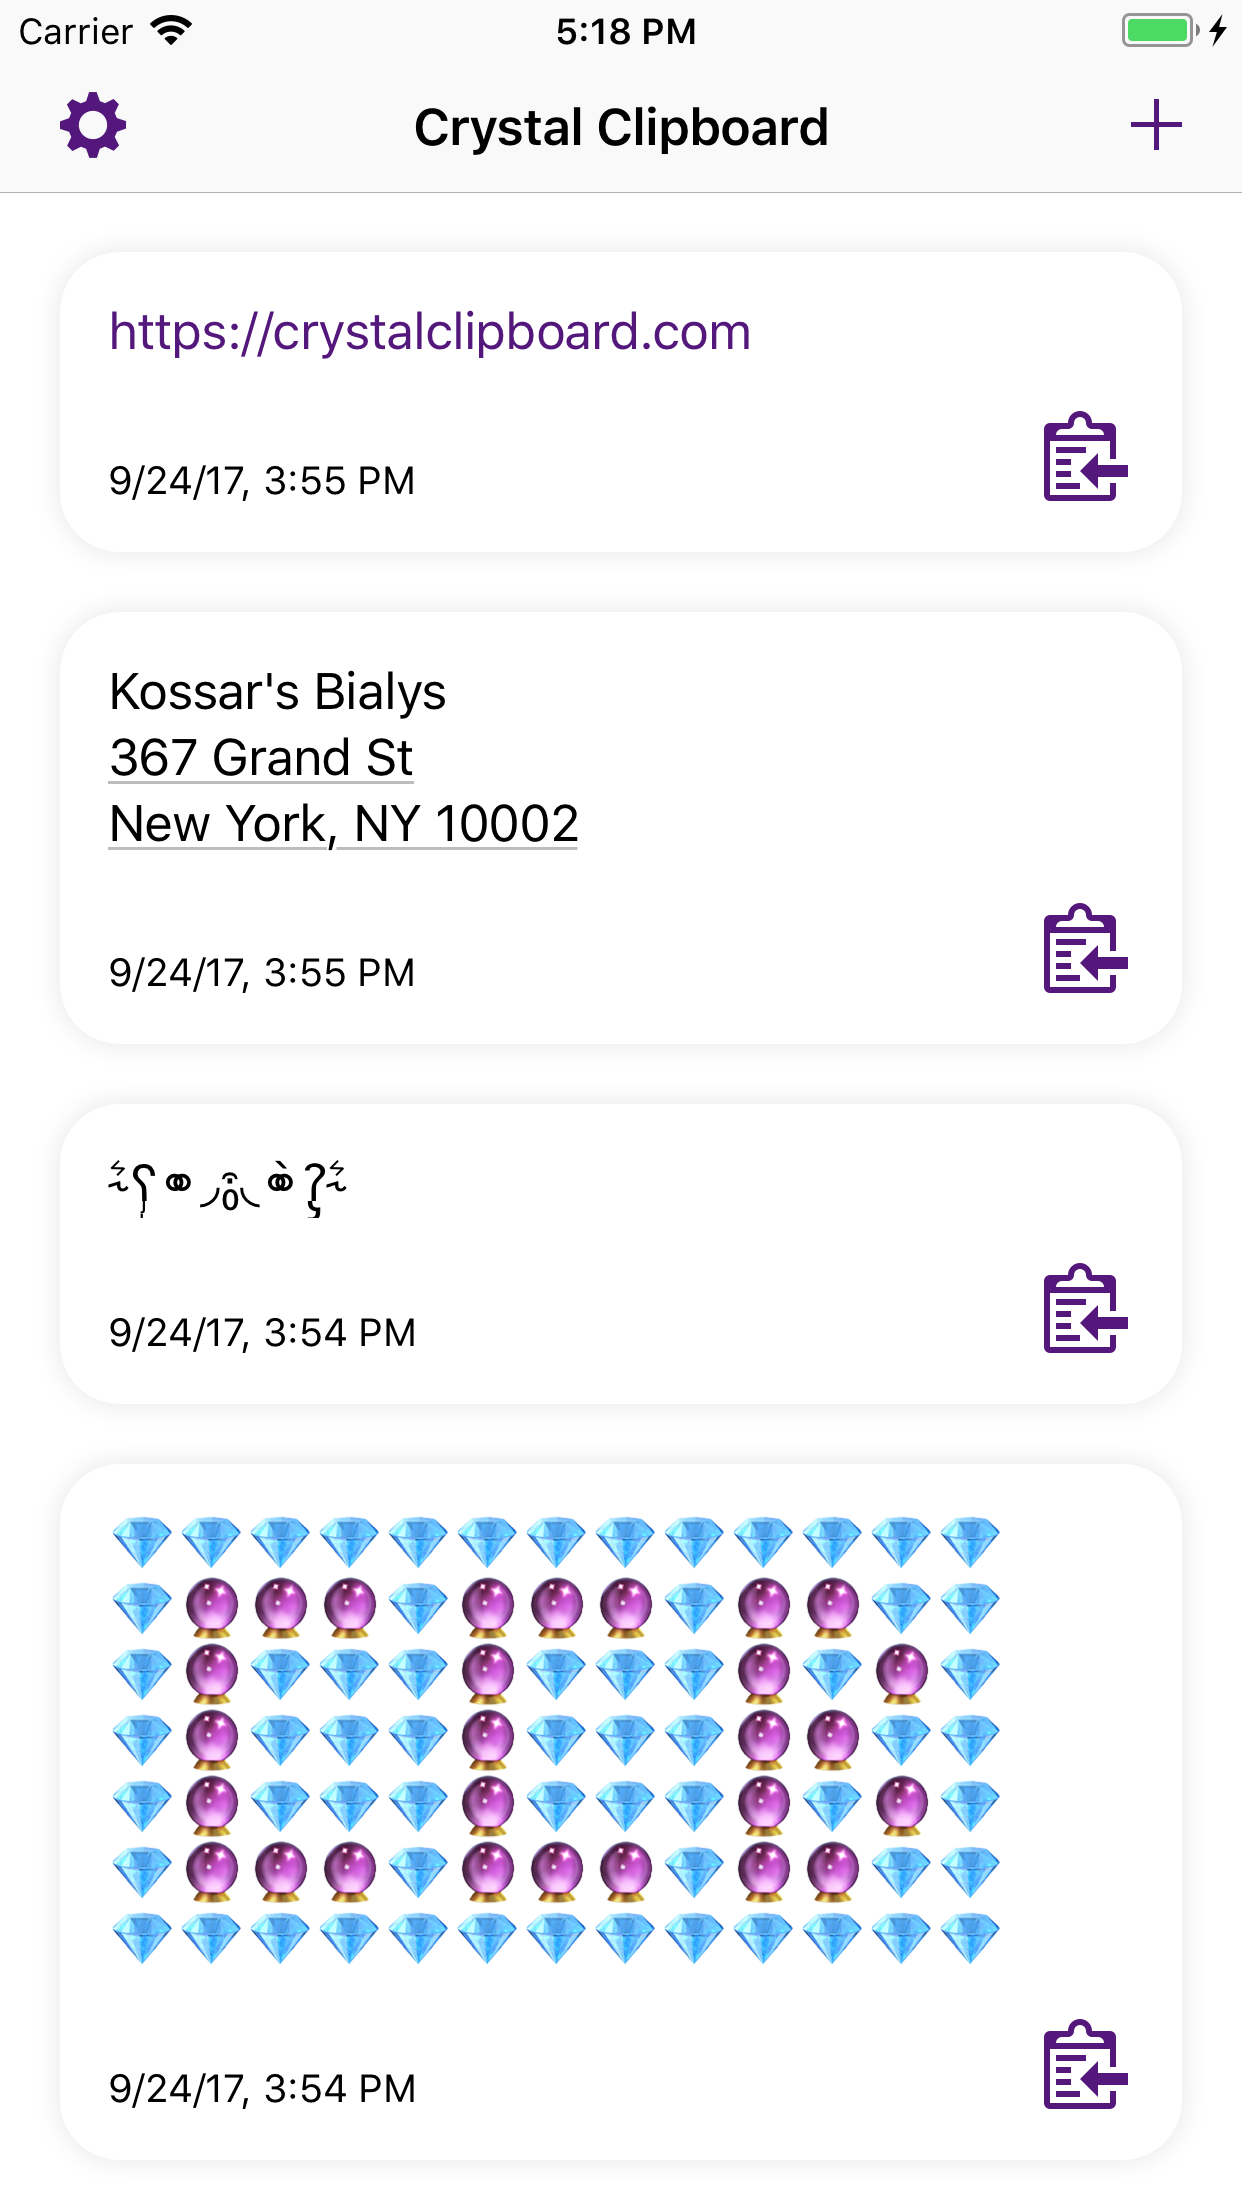 Carrier
5:18 PM
Crystal Clipboard
https://crystalclipboard.com
9/24/17, 3:55 PM
Kossar's Bialys
367 Grand St
New York, NY 10002
9/24/17, 3:55 PM
9/24/17, 3:54 PM
💎💎💎💎💎💎💎💎💎💎💎💎💎
💎🔮🔮🔮💎🔮🔮🔮💎🔮🔮💎💎
💎🔮💎💎💎🔮💎💎💎🔮💎🔮💎
💎🔮💎💎💎🔮💎💎💎🔮🔮💎💎
💎🔮💎💎💎🔮💎💎💎🔮💎🔮💎
💎🔮🔮🔮💎🔮🔮🔮💎🔮🔮💎💎
💎💎💎💎💎💎💎💎💎💎💎💎💎
9/24/17, 3:54 PM